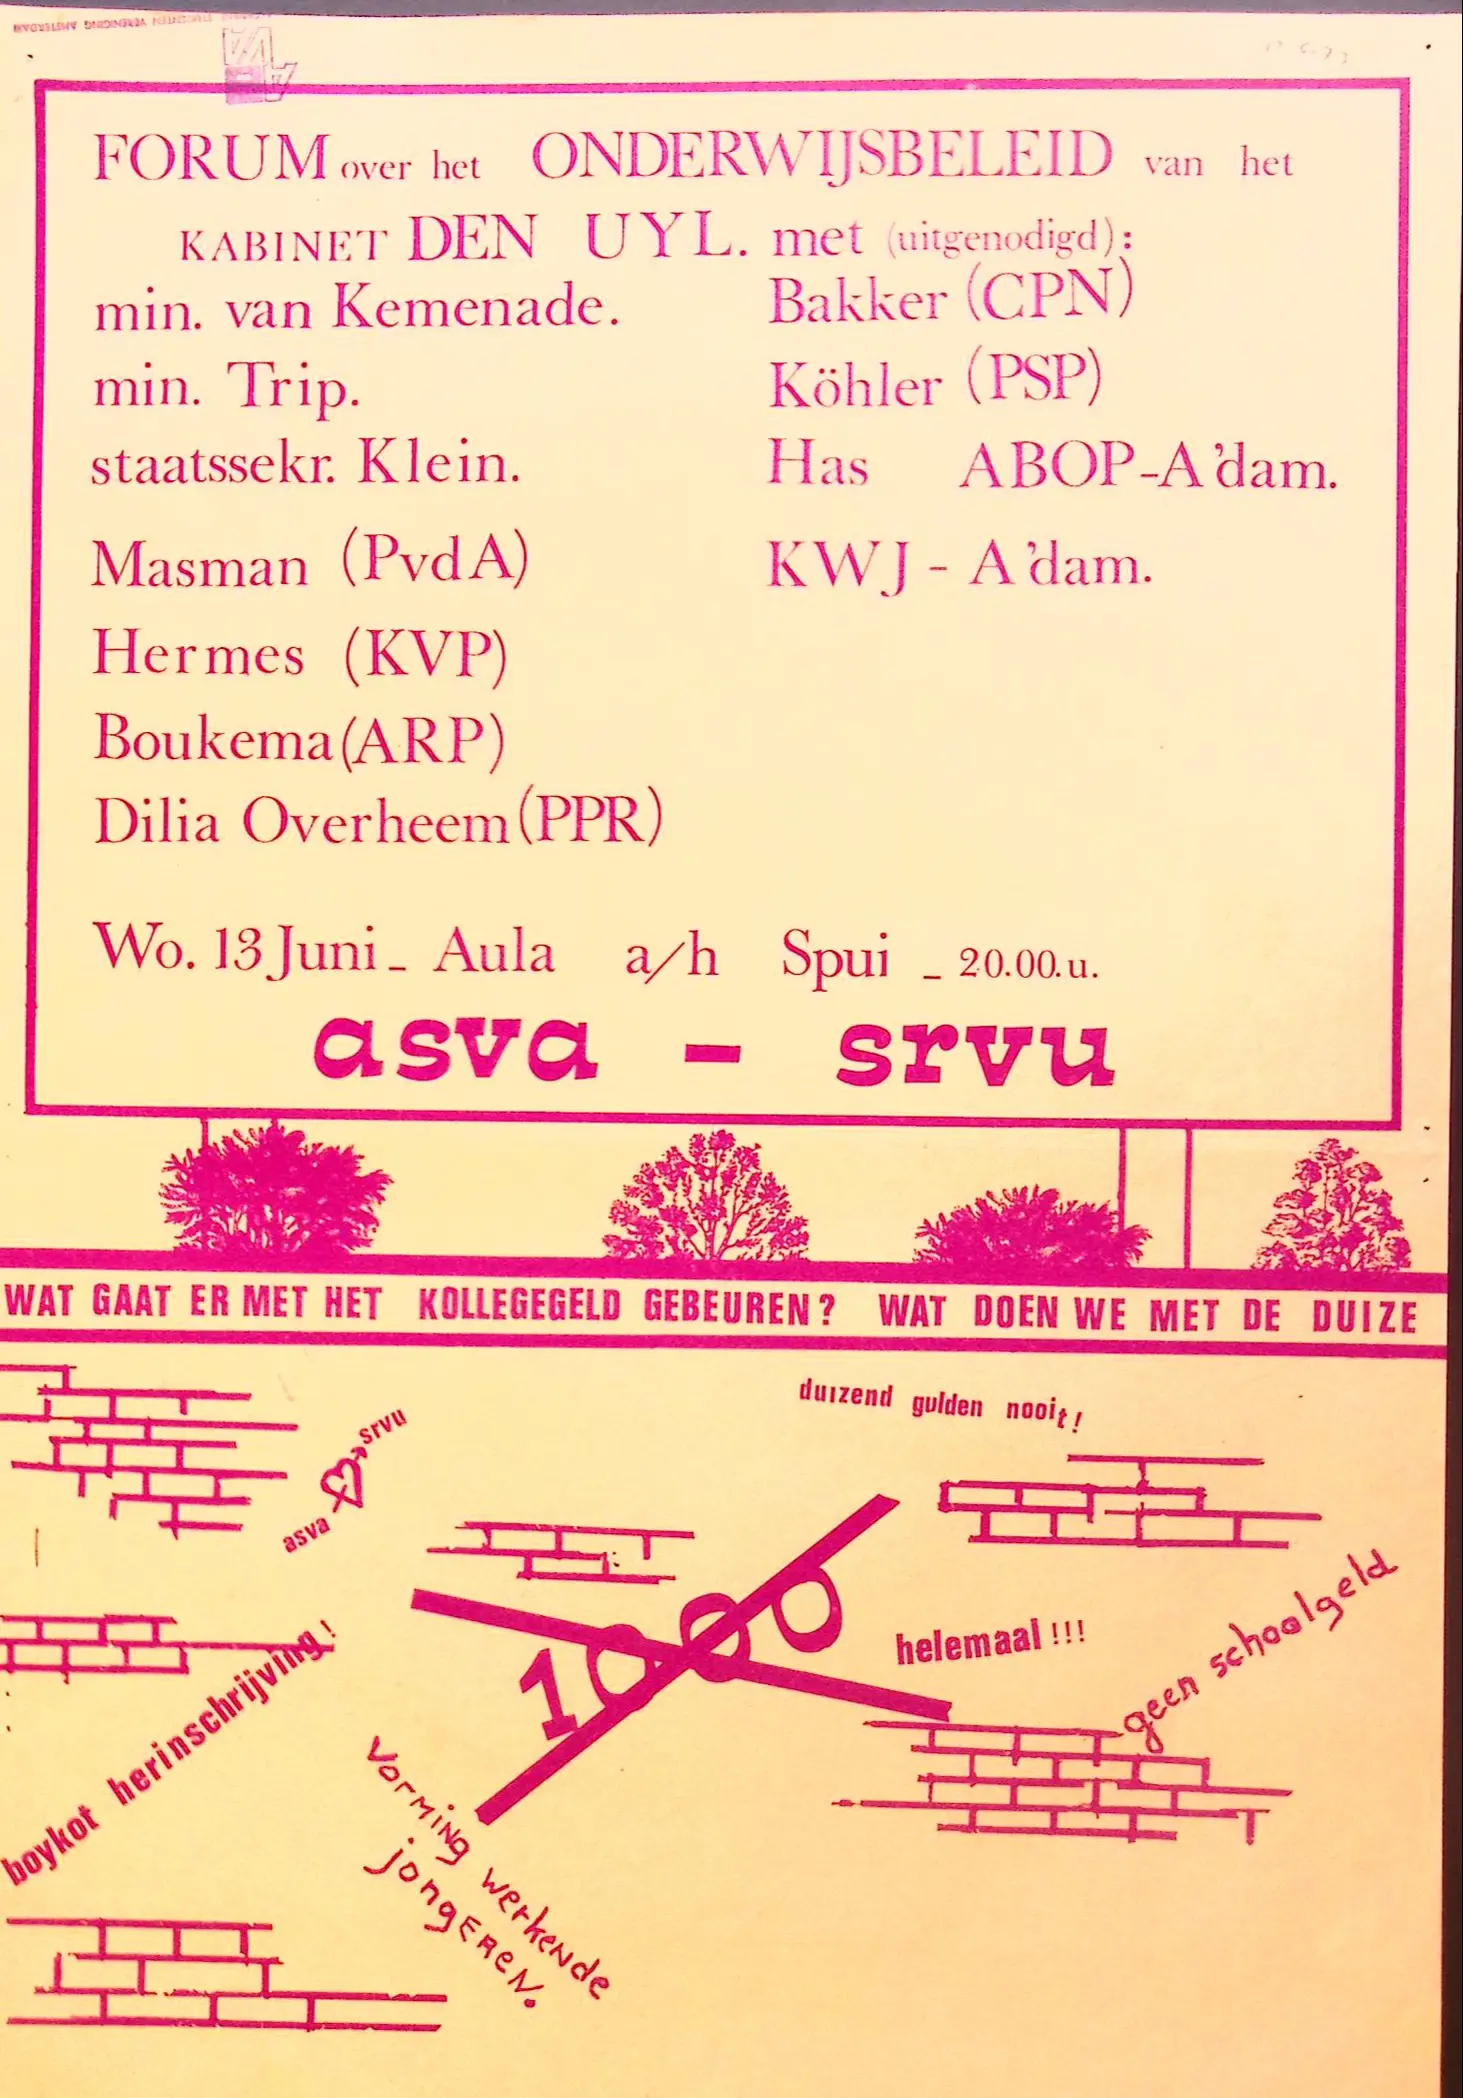 FORUM over het ONDERWIJSBELEID van het
KABINET DEN UYL. met (uitgenodigd):
min. van Kemenade.
min. Trip.
staatssekr. Klein.
Masman (PvdA)
Hermes (KVP)
Boukema (ARP)
Dilia Overheem (PPR)
Bakker (CPN)
Köhler (PSP)
Has ABOP-A'dam.
KWJ - A'dam.
Wo. 13 Juni - Aula a/h Spui - 20.00.u.
asva - srvu
WAT GAAT ER MET HET KOLLEGEGELD GEBEUREN? WAT DOEN WE MET DE DUIZE
duizend gulden nooit!
asva srvu
1000
helemaal!!!
geen schoolgeld
boykot herinschrijving!
Vorming werkende
jongeren.